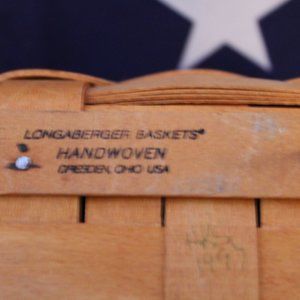 LONGABERGER BASKETS®
HANDWOVEN
DRESDEN, OHIO USA